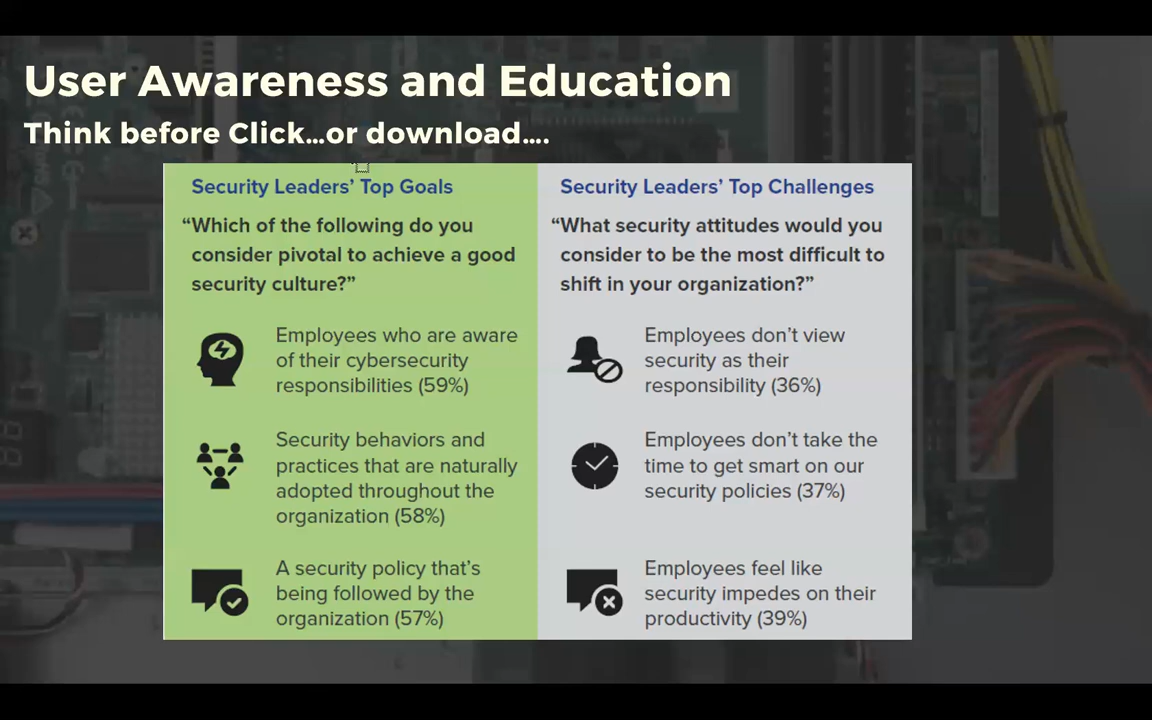 User Awareness and Education
Think before Click...or download....
Security Leaders’ Top Goals
“Which of the following do you
consider pivotal to achieve a good
security culture?”
Employees who are aware
of their cybersecurity
responsibilities (59%)
Security behaviors and
practices that are naturally
adopted throughout the
organization (58%)
A security policy that’s
being followed by the
organization (57%)
Security Leaders’ Top Challenges
“What security attitudes would you
consider to be the most difficult to
shift in your organization?”
Employees don’t view
security as their
responsibility (36%)
Employees don’t take the
time to get smart on our
security policies (37%)
Employees feel like
security impedes on their
productivity (39%)